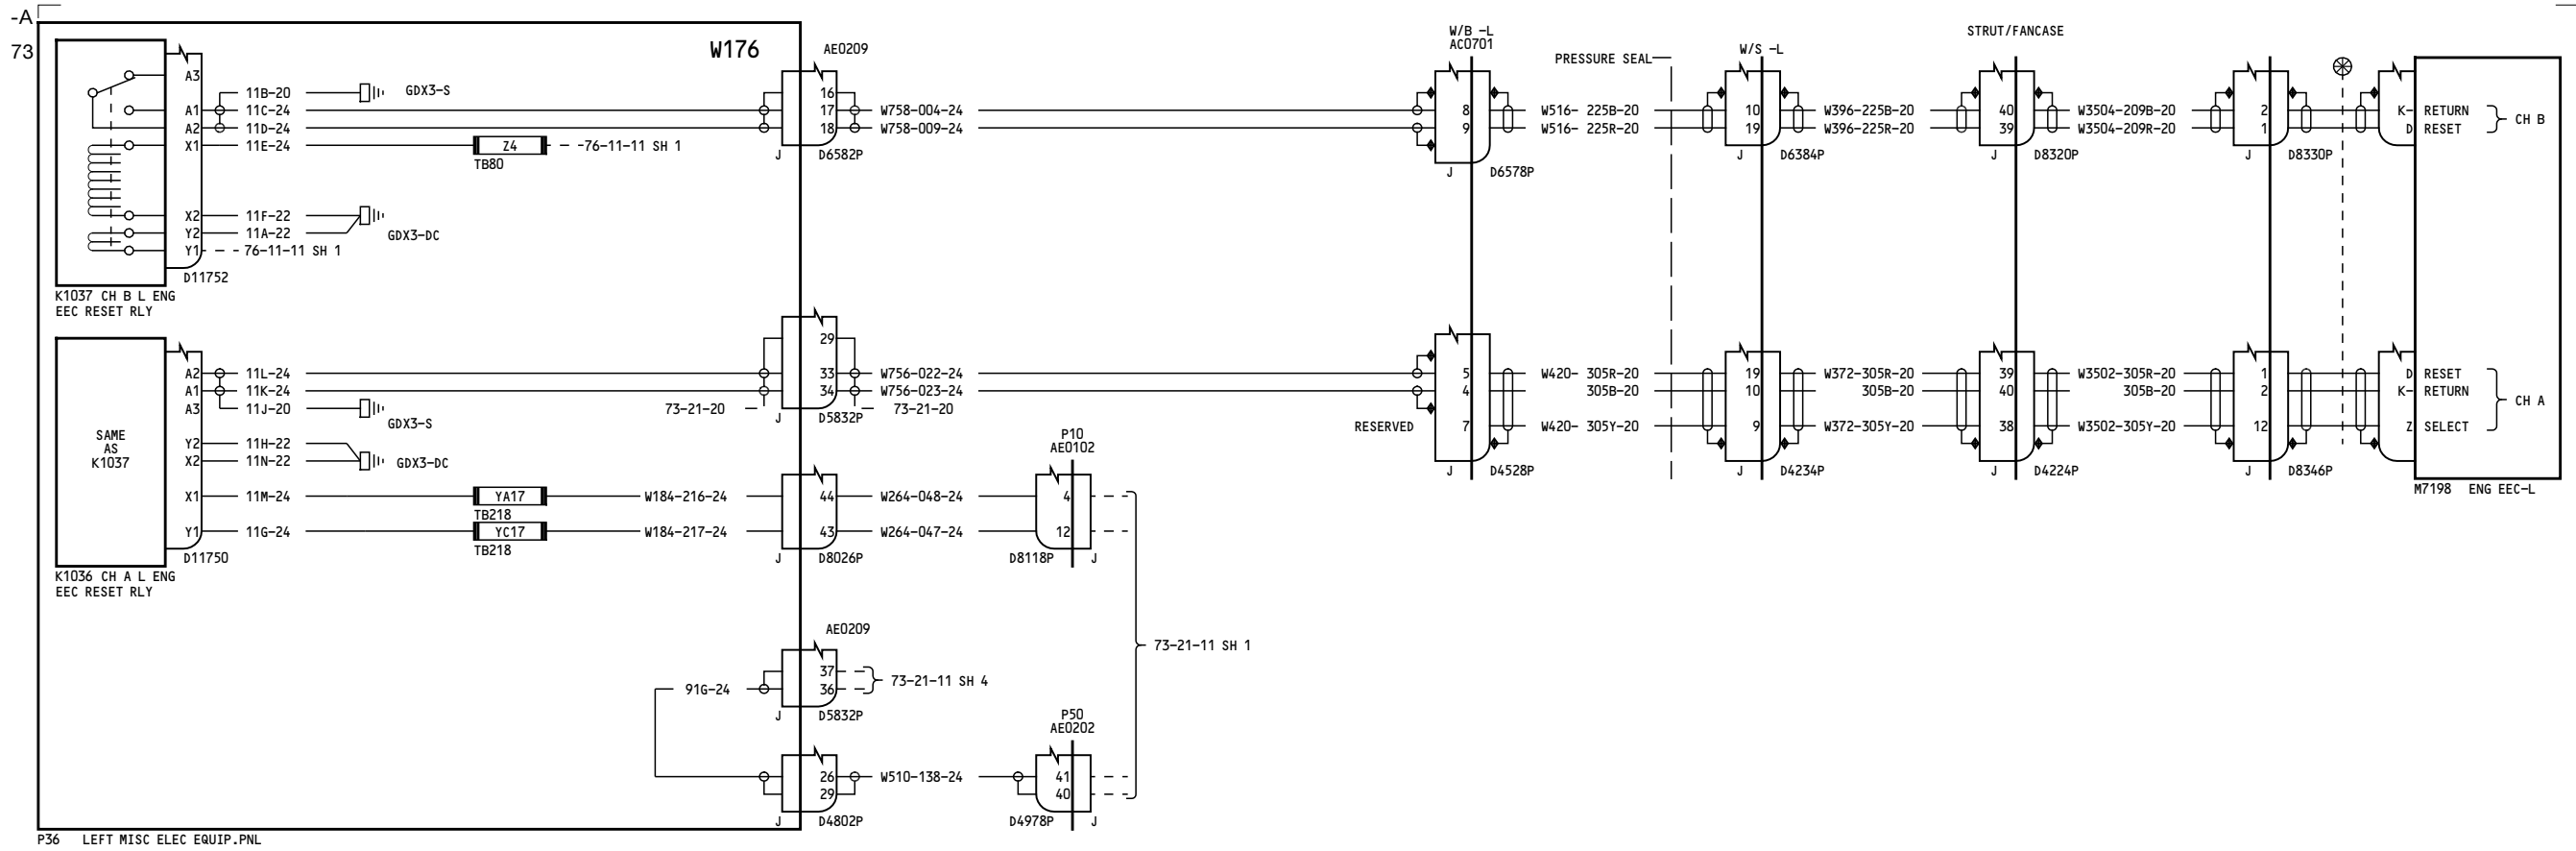 -A
73
W176
AE0209
W/B -L
AC0701
PRESSURE SEAL
W/S -L
STRUT/FANCASE
A3
11B-20
GDX3-S
16
A1
11C-24
17
W758-004-24
8
W516- 225B-20
10
W396-225B-20
40
W3504-209B-20
2
K-
RETURN
CH B
A2
11D-24
18
W758-009-24
9
W516- 225R-20
19
W396-225R-20
39
W3504-209R-20
1
D
RESET
X1
11E-24
Z4
-76-11-11 SH 1
TB80
J
D6582P
J
D6578P
J
D6384P
J
D8320P
J
D8330P
X2
11F-22
Y2
11A-22
GDX3-DC
Y1
76-11-11 SH 1
D11752
K1037 CH B L ENG
EEC RESET RLY
29
A2
11L-24
33
W756-022-24
5
W420- 305R-20
19
W372-305R-20
39
W3502-305R-20
1
D
RESET
A1
11K-24
34
W756-023-24
4
305B-20
10
305B-20
40
305B-20
2
K-
RETURN
CH A
A3
11J-20
GDX3-S
73-21-20
J
D5832P
73-21-20
RESERVED
7
W420- 305Y-20
9
W372-305Y-20
38
W3502-305Y-20
12
Z
SELECT
SAME
AS
K1037
Y2
11H-22
X2
11N-22
GDX3-DC
P10
AE0102
J
D4528P
J
D4234P
J
D4224P
J
D8346P
M7198 ENG EEC-L
X1
11M-24
YA17
TB218
W184-216-24
44
W264-048-24
4
Y1
11G-24
YC17
TB218
W184-217-24
43
W264-047-24
12
D11750
J
D8026P
D8118P
J
K1036 CH A L ENG
EEC RESET RLY
AE0209
73-21-11 SH 1
37
91G-24
36
73-21-11 SH 4
J
D5832P
P50
AE0202
26
W510-138-24
41
29
40
J
D4802P
D4978P
J
P36 LEFT MISC ELEC EQUIP.PNL